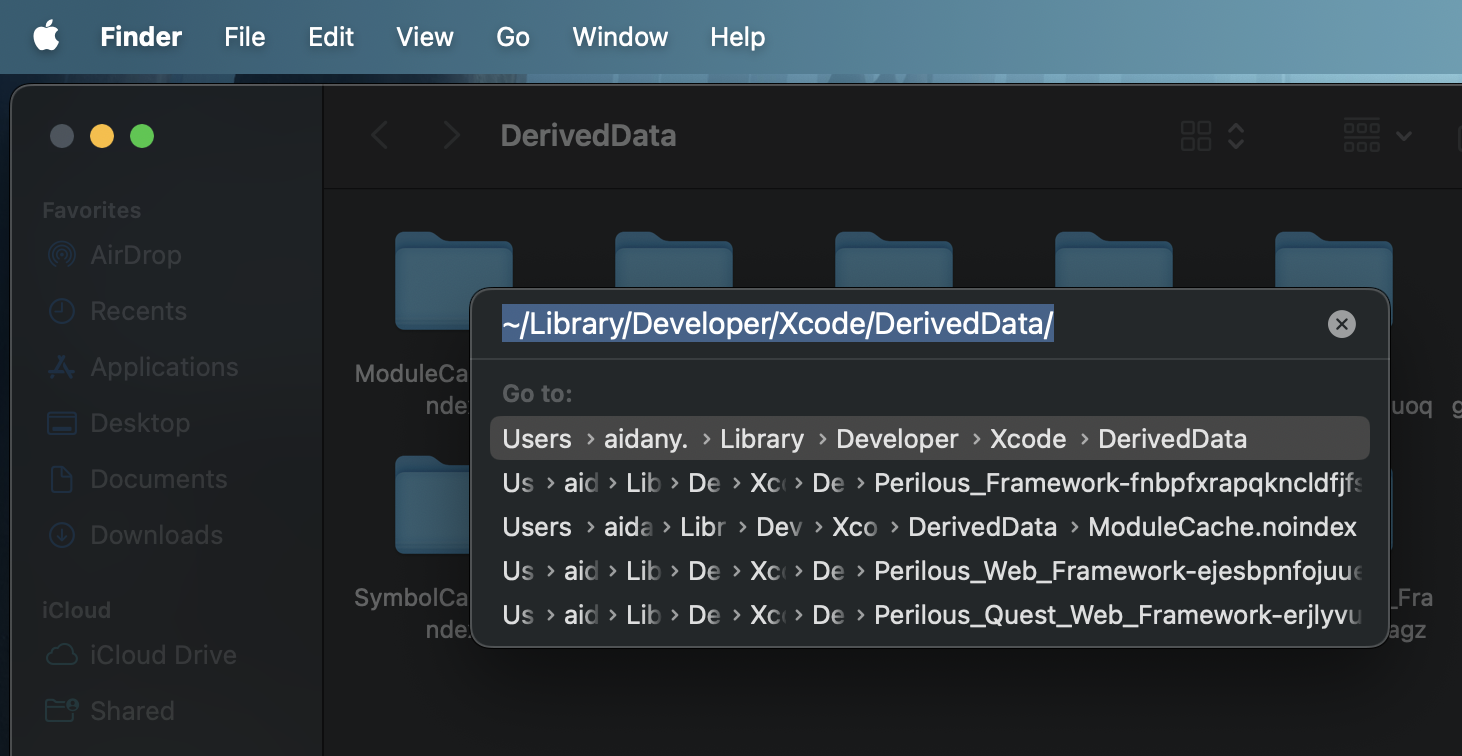 Finder File Edit View Go Window Help
DerivedData
Favorites
AirDrop
Recents
Applications
Desktop
Documents
Downloads
iCloud
iCloud Drive
Shared
ModuleCa
nde
SymbolCa
nde
~/Library/Developer/Xcode/DerivedData/
Go to:
Users › aidany. › Library › Developer › Xcode › DerivedData
Us › aid › Lib › De › Xc › De › Perilous_Framework-fnbpfxrapqkncldfjfs
Users › aida › Libr › Dev › Xco › DerivedData › ModuleCache.noindex
Us › aid › Lib › De › Xc › De › Perilous_Web_Framework-ejesbpnfojuue
Us › aid › Lib › De › Xc › De › Perilous_Quest_Web_Framework-erjlyvu
uoq g
_Fra
agz